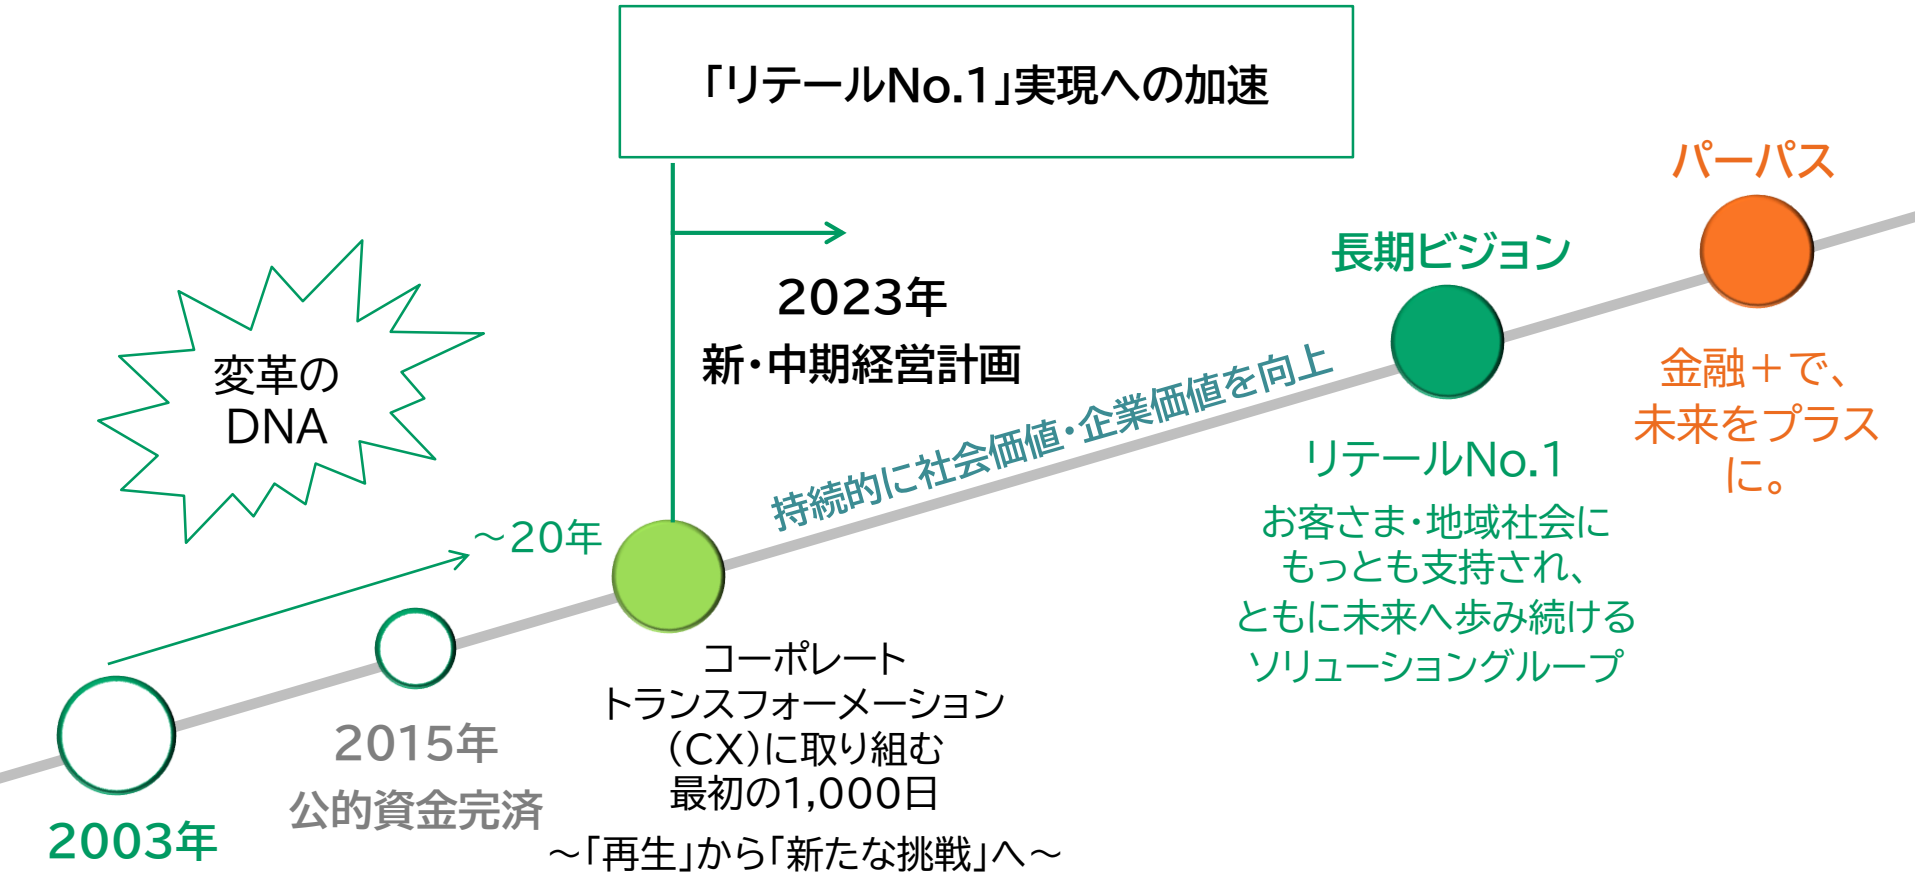 「リテールNo.1」実現への加速
パーパス
長期ビジョン
2023年
新・中期経営計画
変革の
DNA
持続的に社会価値・企業価値を向上
金融＋で、
未来をプラス
に。
リテールNo.1
お客さま・地域社会に
もっとも支持され、
ともに未来へ歩み続ける
ソリューショングループ
～20年
コーポレート
トランスフォーメーション
（CX）に取り組む
最初の1,000日
～「再生」から「新たな挑戦」へ～
2015年
公的資金完済
2003年